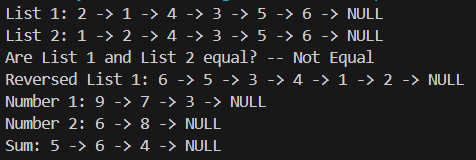 List 1: 2 -> 1 -> 4 -> 3 -> 5 -> 6 -> NULL
List 2: 1 -> 2 -> 4 -> 3 -> 5 -> 6 -> NULL
Are List 1 and List 2 equal? -- Not Equal
Reversed List 1: 6 -> 5 -> 3 -> 4 -> 1 -> 2 -> NULL
Number 1: 9 -> 7 -> 3 -> NULL
Number 2: 6 -> 8 -> NULL
Sum: 5 -> 6 -> 4 -> NULL